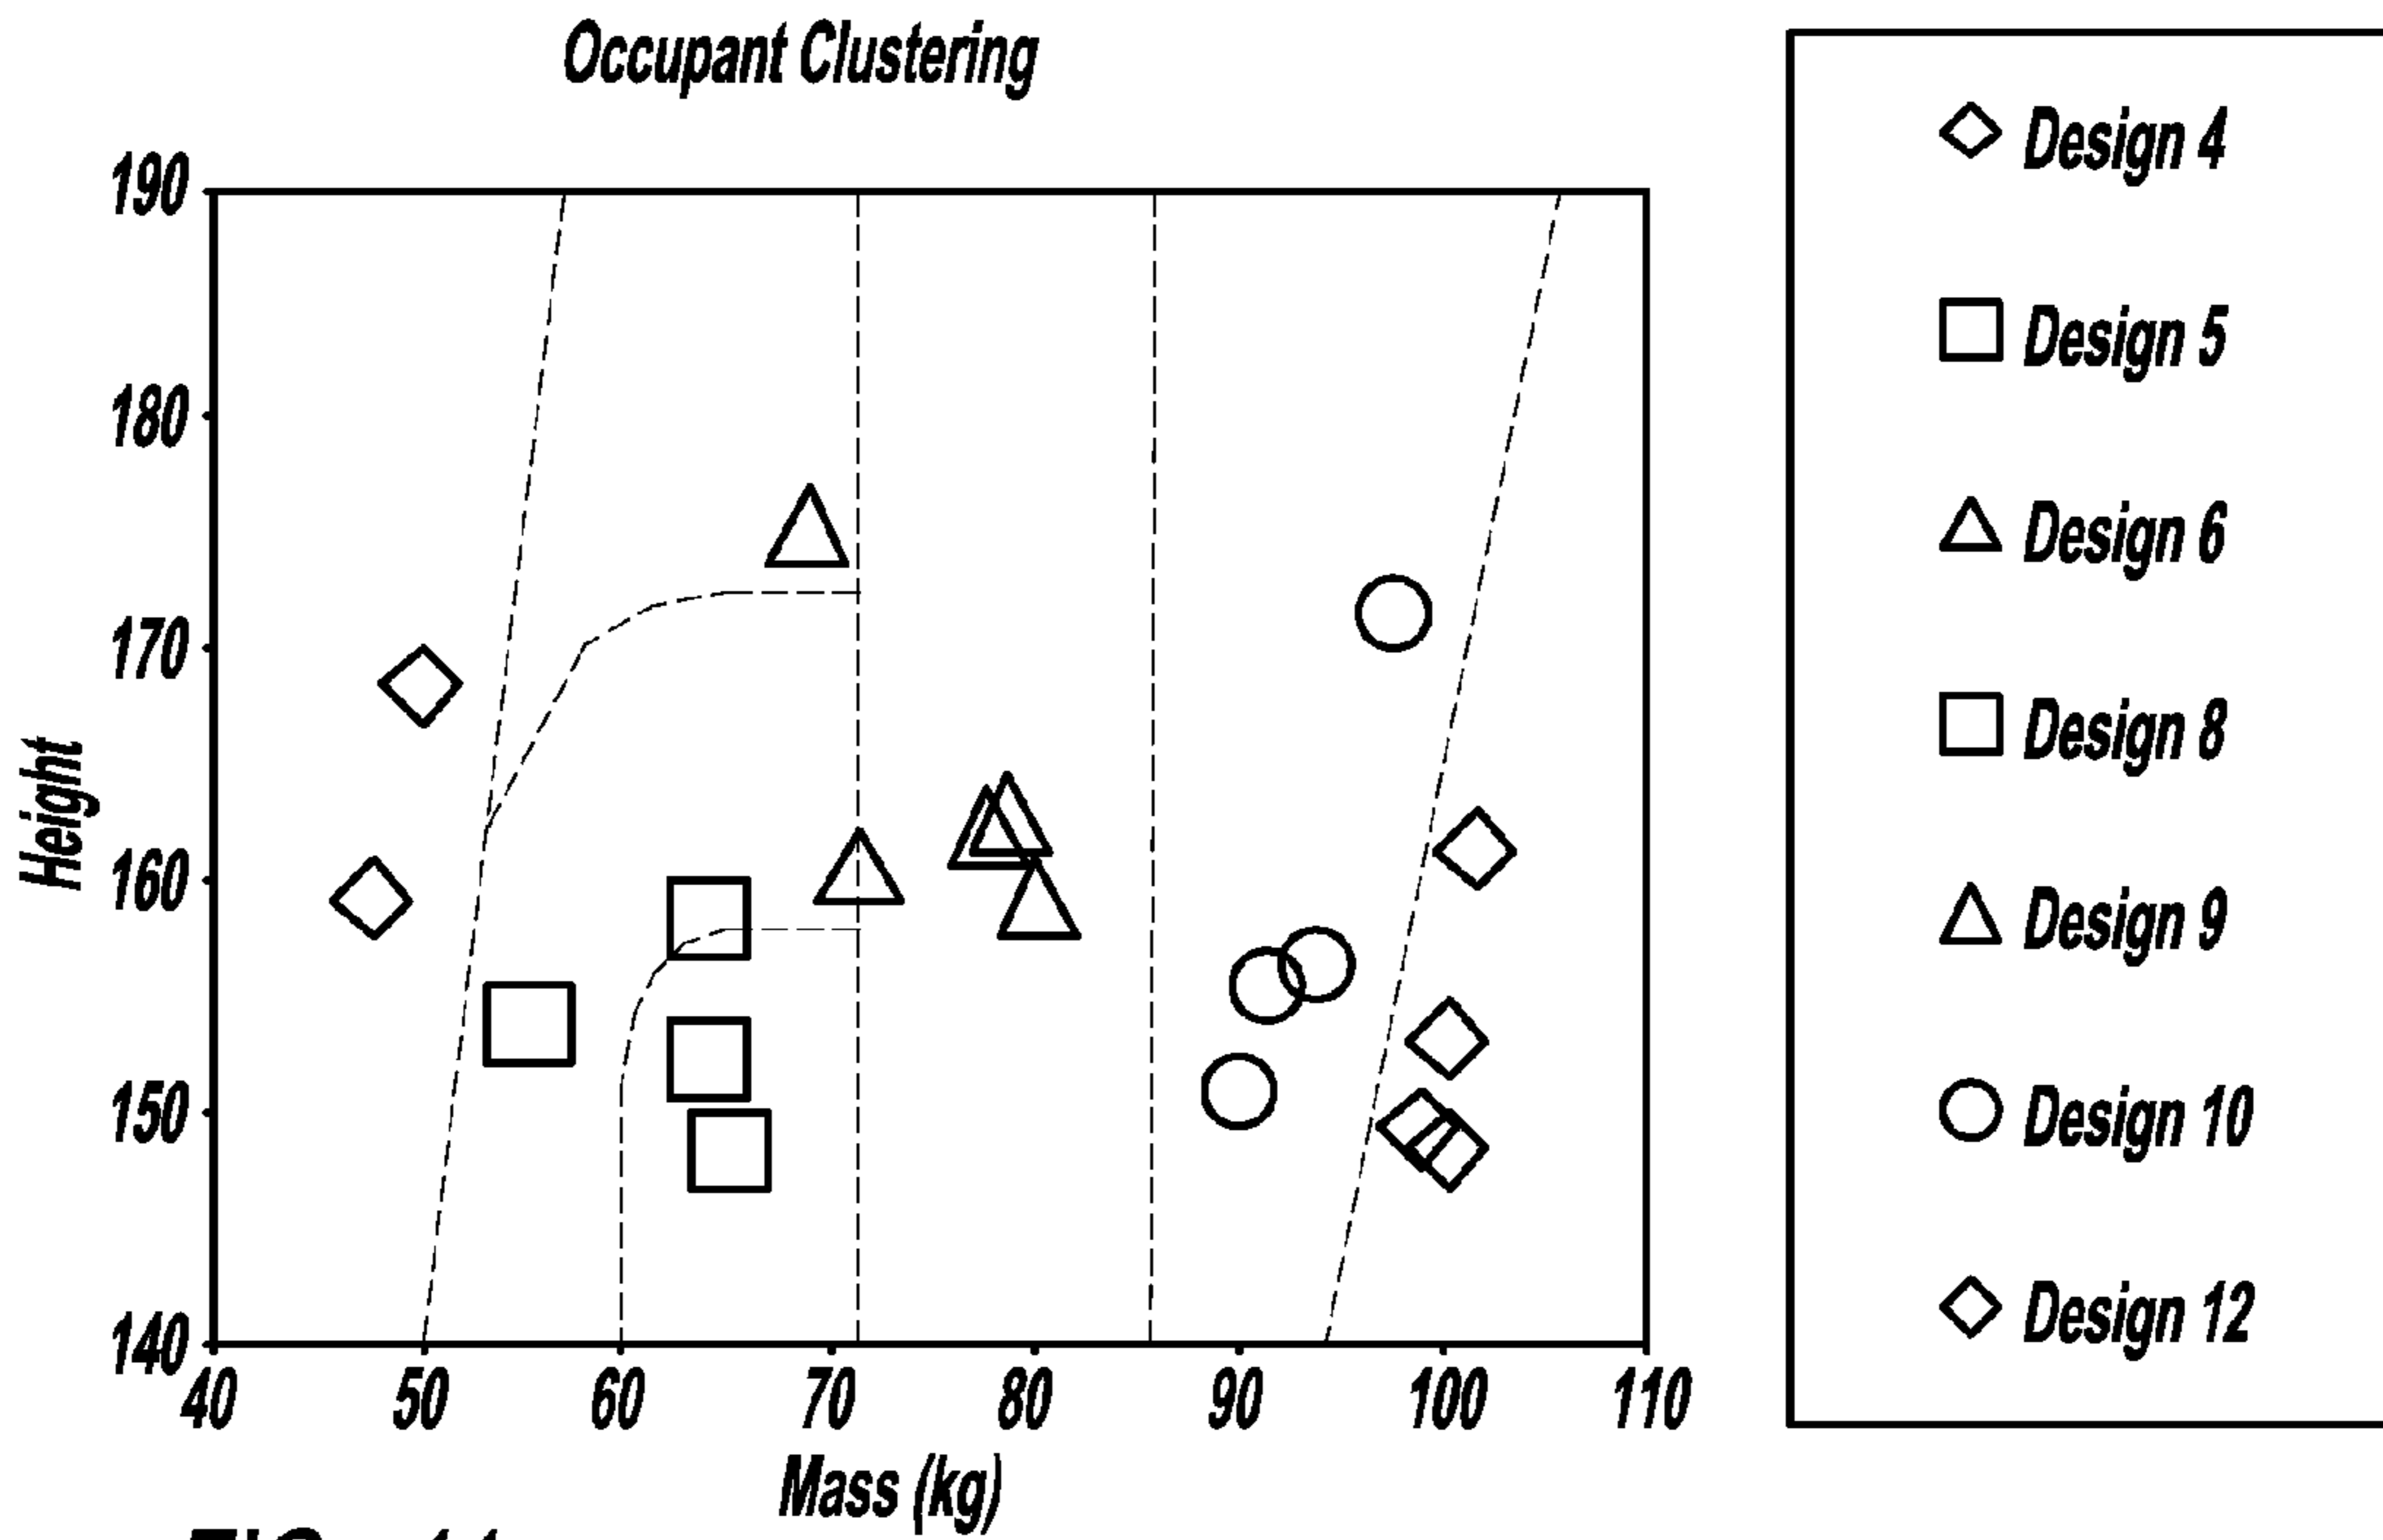 Occupant Clustering
190
180
170
160
150
140
Height
40 50 60 70 80 90 100 110
Mass (kg)
Design 4
Design 5
Design 6
Design 8
Design 9
Design 10
Design 12